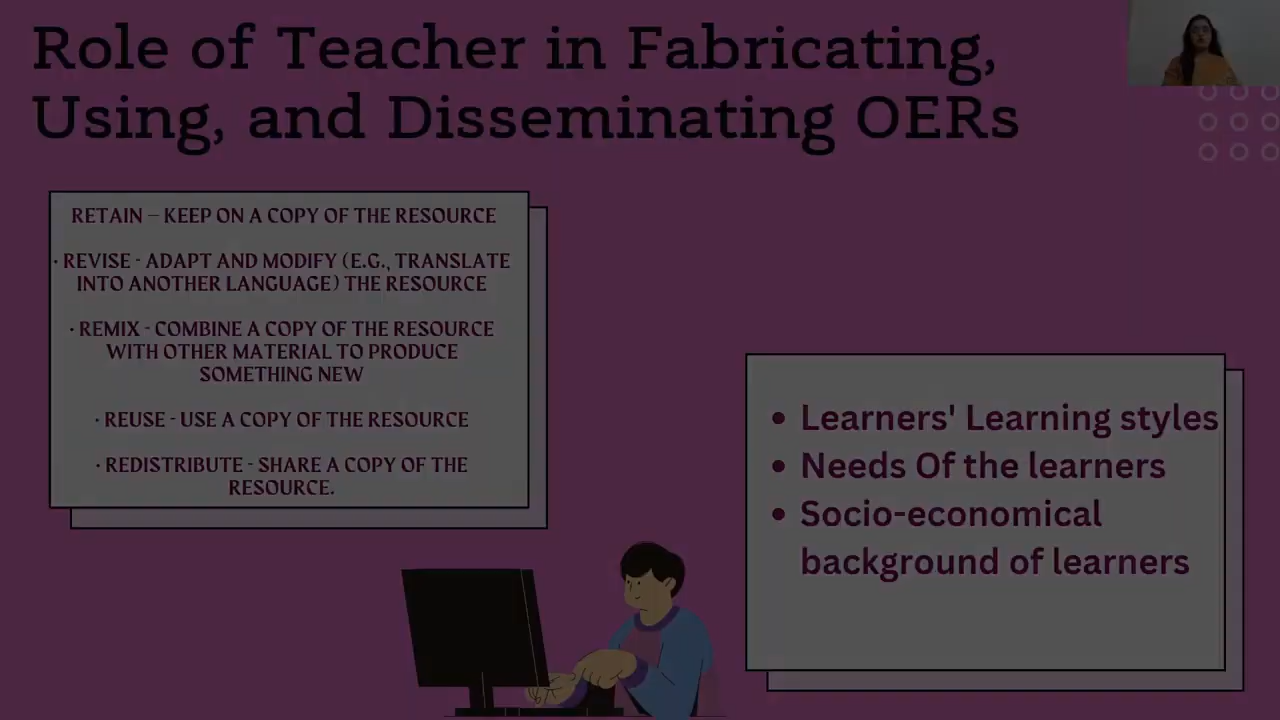 Role of Teacher in Fabricating,
Using, and Disseminating OERs
RETAIN – KEEP ON A COPY OF THE RESOURCE
· REVISE - ADAPT AND MODIFY (E.G., TRANSLATE
INTO ANOTHER LANGUAGE) THE RESOURCE
· REMIX - COMBINE A COPY OF THE RESOURCE
WITH OTHER MATERIAL TO PRODUCE
SOMETHING NEW
· REUSE - USE A COPY OF THE RESOURCE
· REDISTRIBUTE - SHARE A COPY OF THE
RESOURCE.
• Learners' Learning styles
• Needs Of the learners
• Socio-economical
background of learners